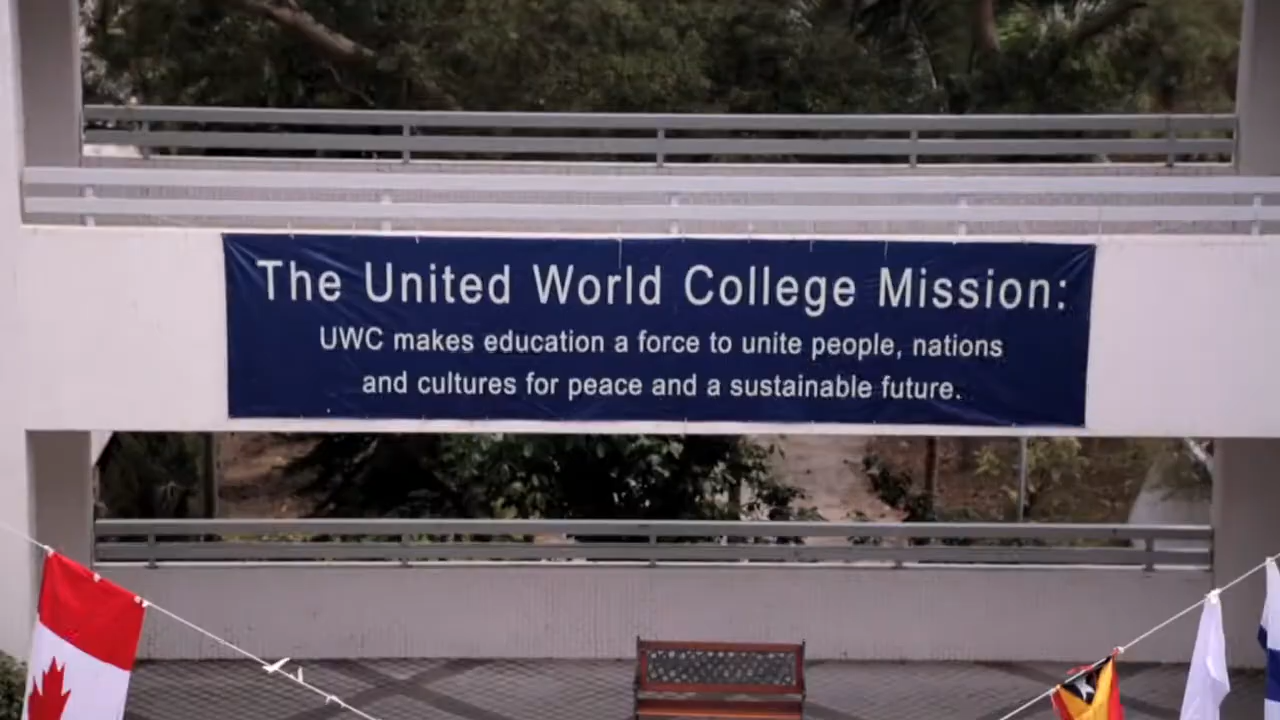 The United World College Mission:
UWC makes education a force to unite people, nations
and cultures for peace and a sustainable future.